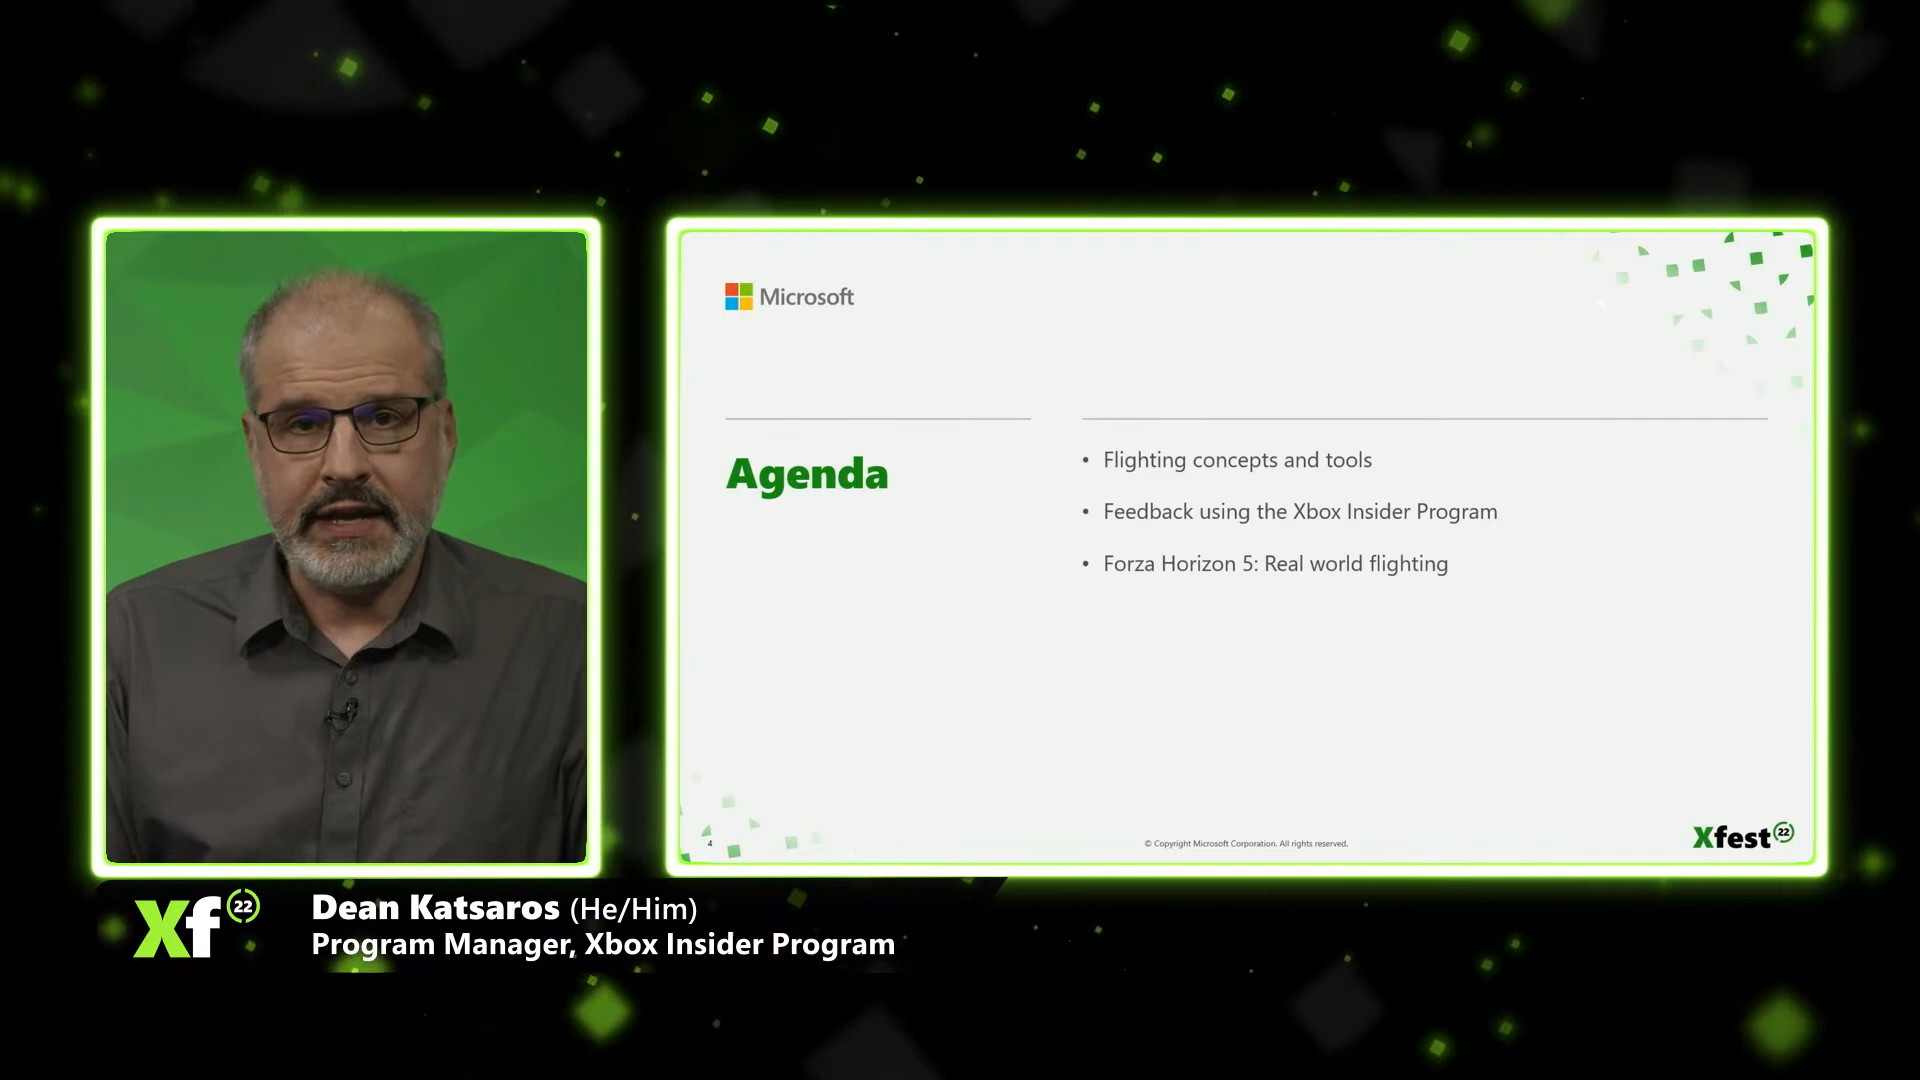 Microsoft
Agenda
• Flighting concepts and tools
• Feedback using the Xbox Insider Program
• Forza Horizon 5: Real world flighting
4
© Copyright Microsoft Corporation. All rights reserved.
Xfest 22
Xf 22
Dean Katsaros (He/Him)
Program Manager, Xbox Insider Program